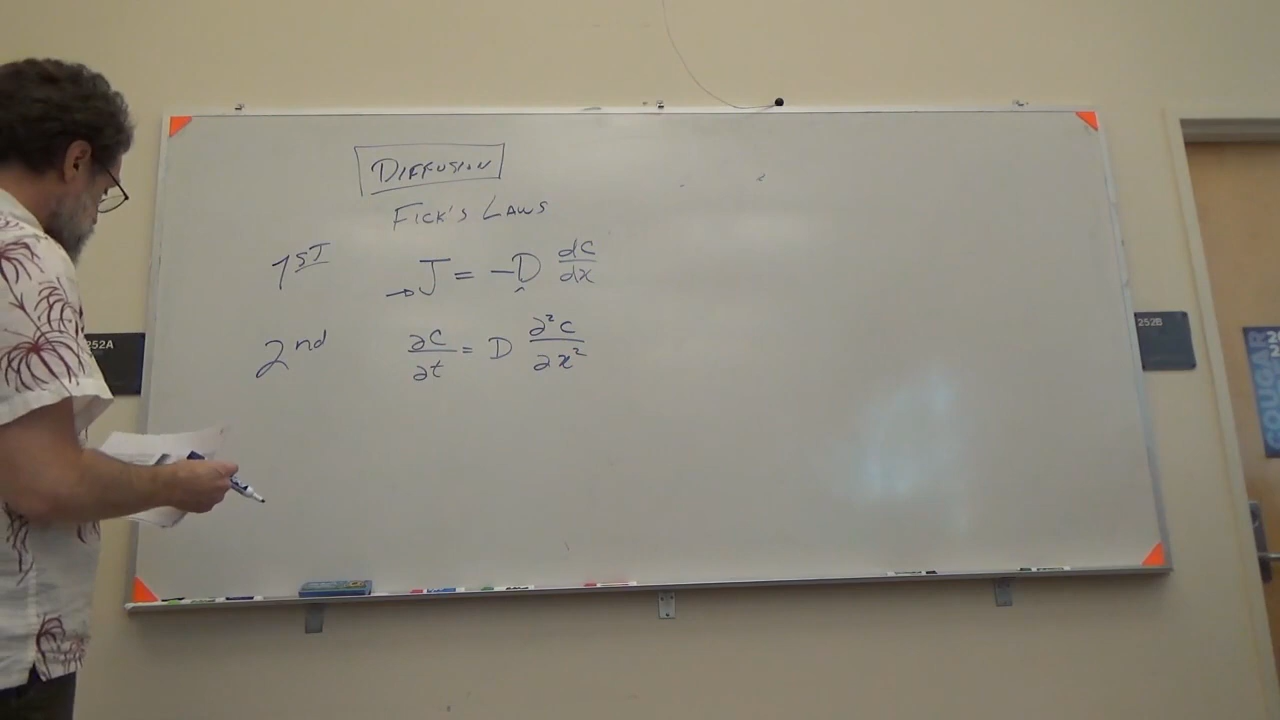 DIFFUSION
FICK'S LAWS
1ST J = -D dC/dx
2nd ∂C/∂t = D ∂²C/∂x²
252A
252B
COUGAR